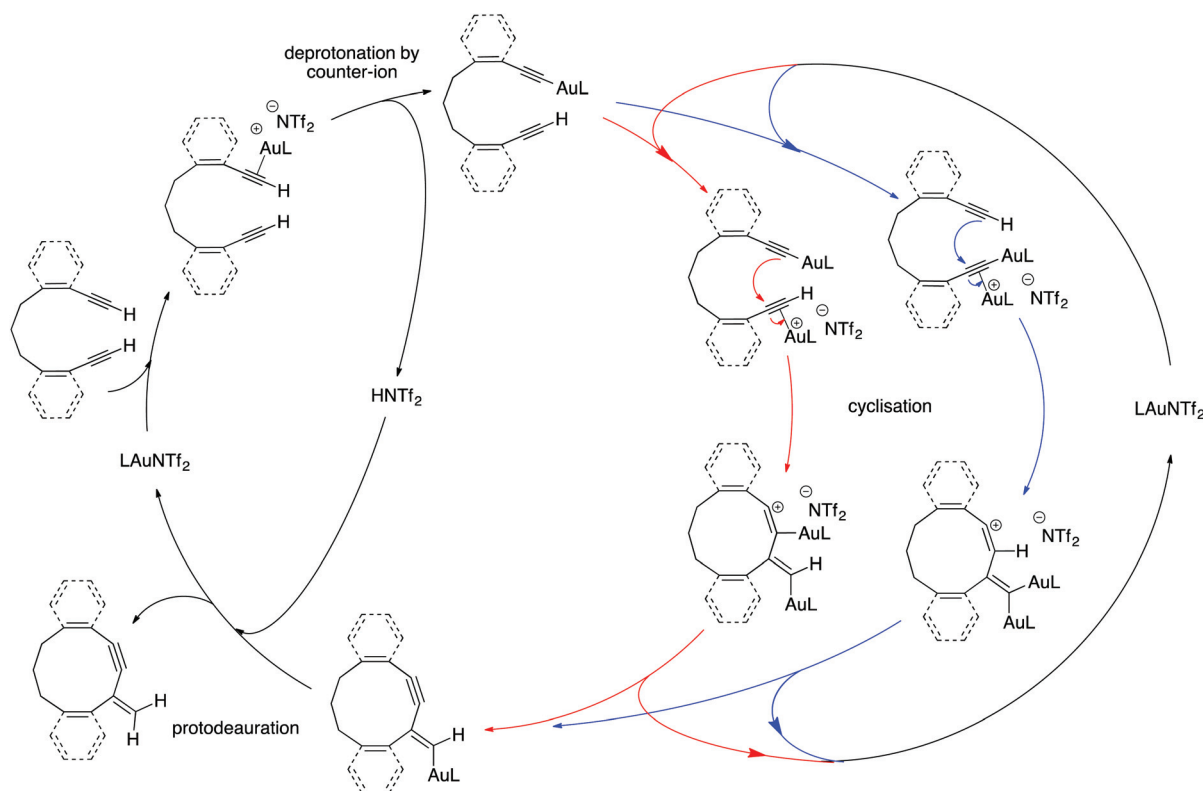 deprotonation by
counter-ion
AuL
H
⊖
NTf2
⊕
AuL
H
H
H
H
AuL
H
⊕
AuL
⊖
NTf2
H
AuL
⊕
AuL
⊖
NTf2
HNTf2
cyclisation
LAuNTf2
LAuNTf2
⊕
⊖
NTf2
AuL
H
AuL
⊕
⊖
NTf2
H
AuL
AuL
H
H
protodeauration
H
AuL